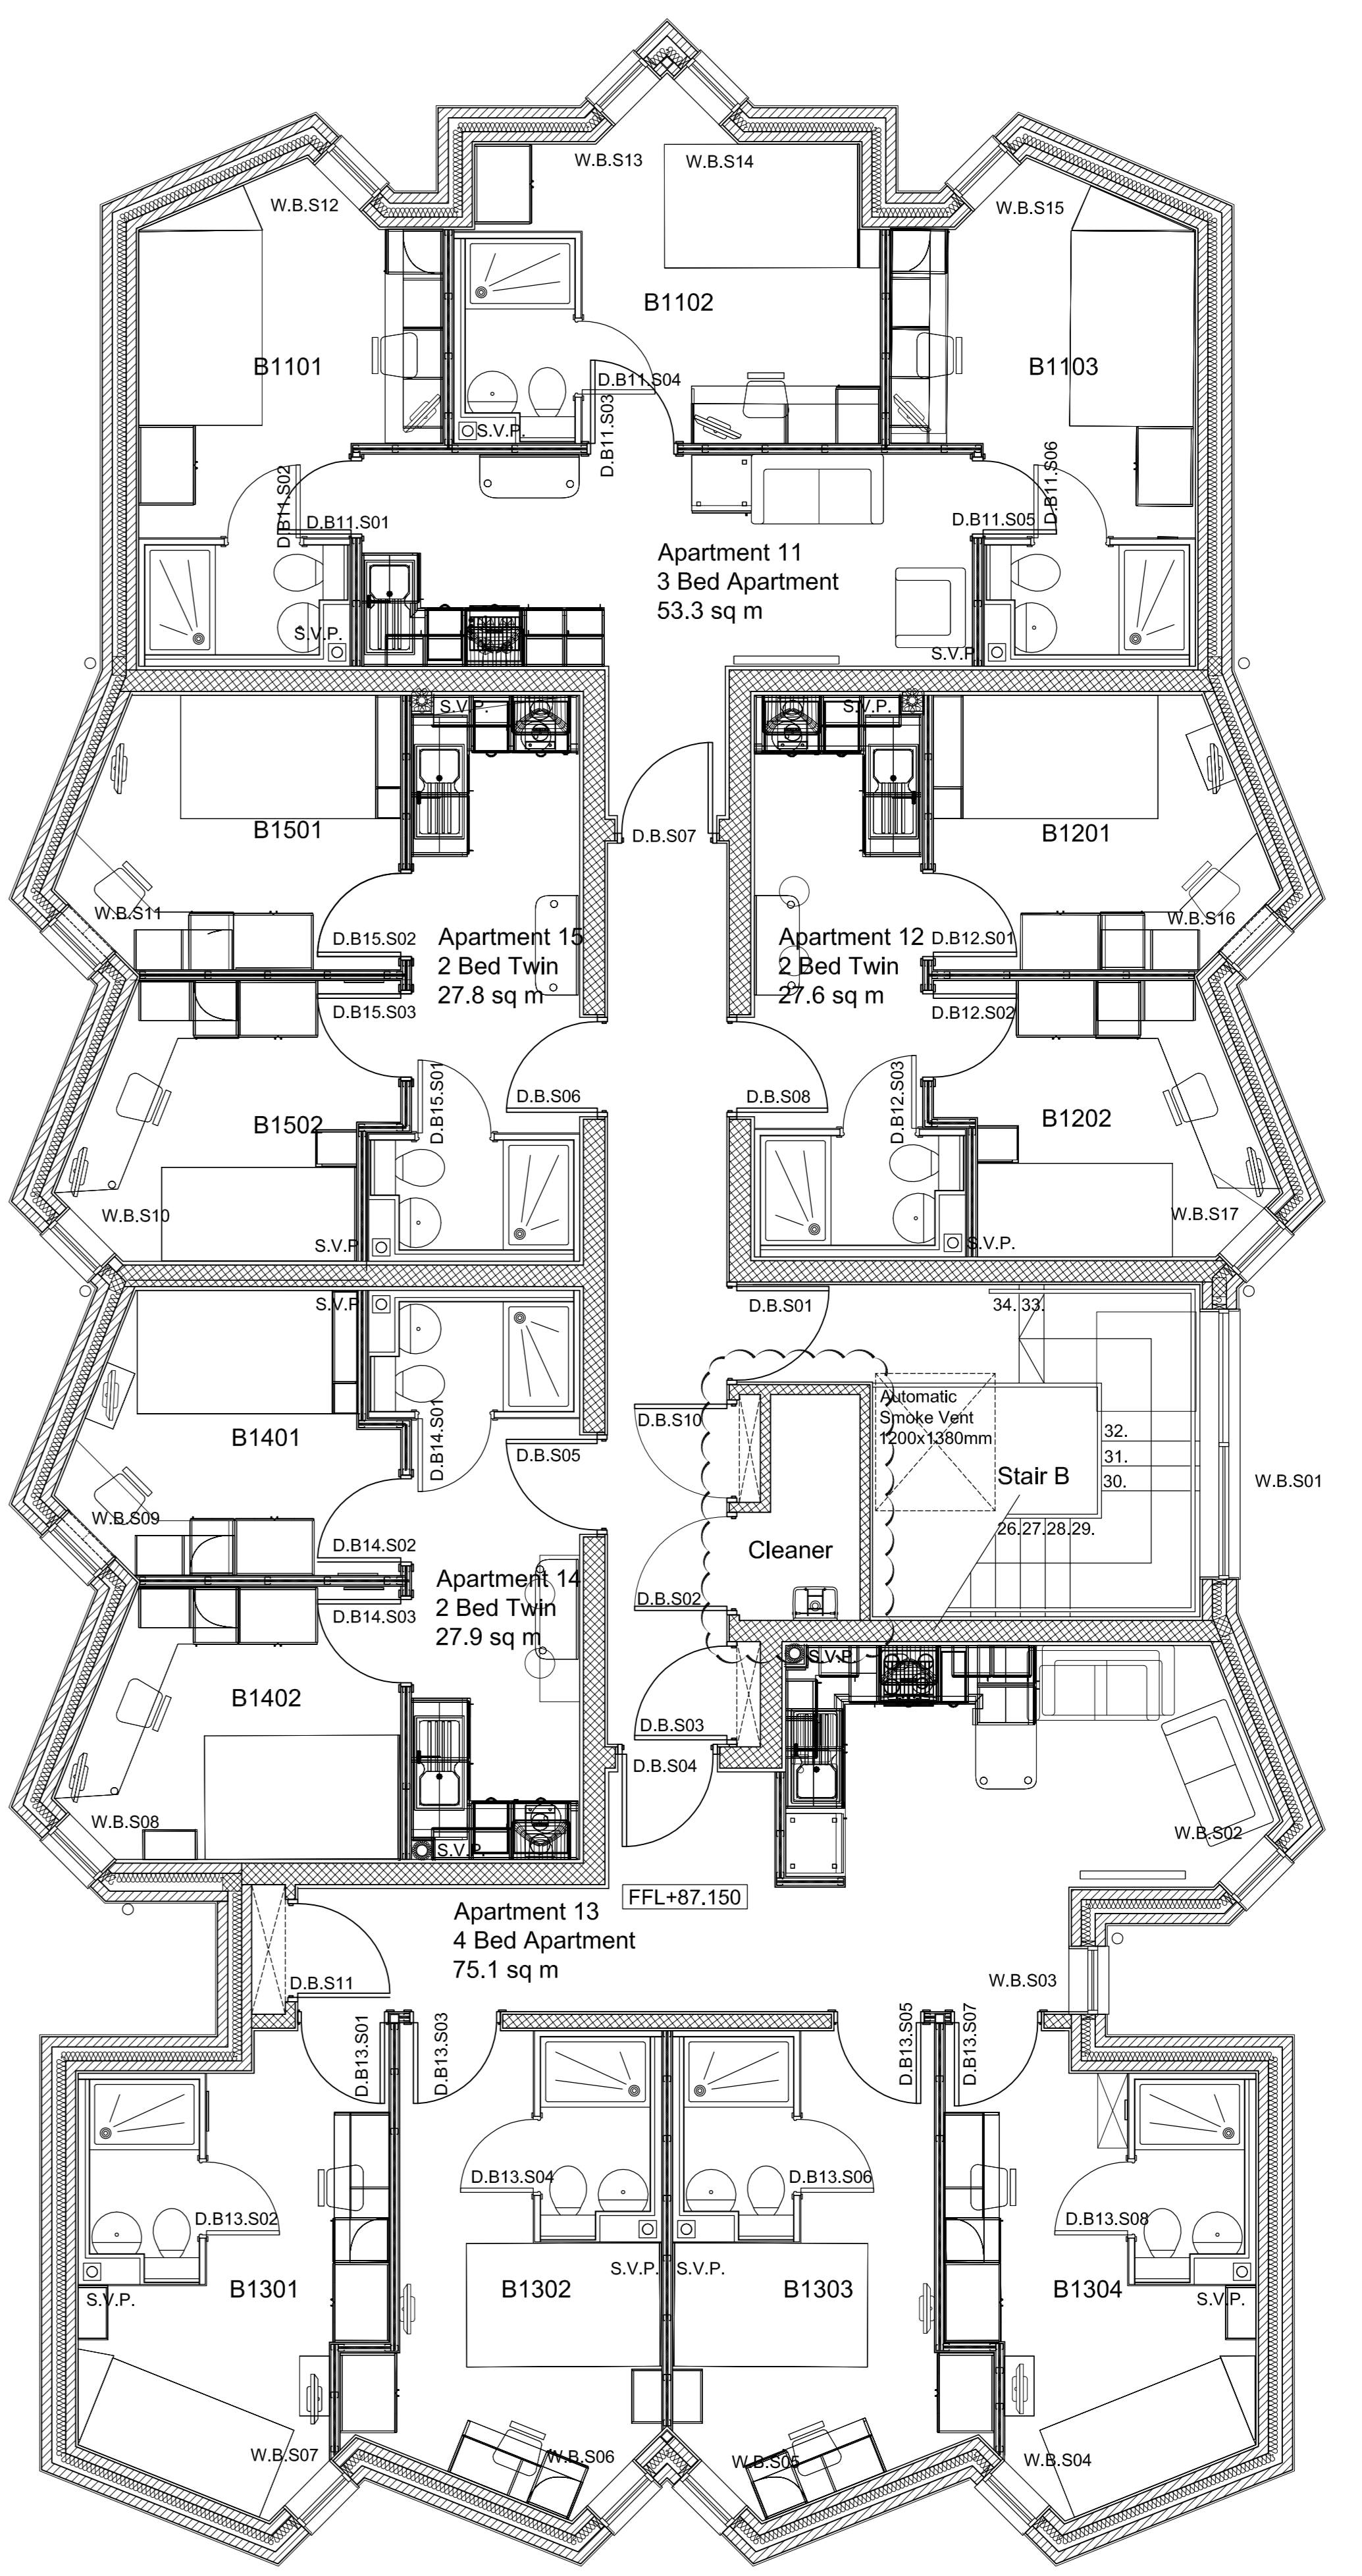 W.B.S13
W.B.S14
W.B.S12
W.B.S15
B1102
B1101
B1103
D.B11.S04
D.B11.S03
S.V.P.
D.B11.S02
D.B11.S01
D.B11.S05
D.B11.S06
Apartment 11
3 Bed Apartment
53.3 sq m
S.V.P.
S.V.P.
S.V.P.
S.V.P.
B1501
D.B.S07
B1201
W.B.S11
W.B.S16
D.B15.S02
Apartment 15
2 Bed Twin
27.8 sq m
Apartment 12
2 Bed Twin
27.6 sq m
D.B12.S01
D.B15.S03
D.B12.S02
B1502
D.B15.S01
D.B.S06
D.B.S08
D.B12.S03
B1202
W.B.S10
W.B.S17
S.V.P.
S.V.P.
S.V.P.
D.B.S01
34. 33.
Automatic
Smoke Vent
1200x1380mm
D.B.S10
B1401
D.B14.S01
D.B.S05
32.
31.
30.
Stair B
W.B.S01
W.B.S09
26.27.28.29.
D.B14.S02
Cleaner
Apartment 14
2 Bed Twin
27.9 sq m
D.B14.S03
D.B.S02
S.V.P.
B1402
D.B.S03
D.B.S04
W.B.S08
W.B.S02
S.V.P.
FFL+87.150
Apartment 13
4 Bed Apartment
75.1 sq m
D.B.S11
W.B.S03
D.B13.S01
D.B13.S03
D.B13.S05
D.B13.S07
D.B13.S04
D.B13.S06
D.B13.S02
D.B13.S08
S.V.P.
S.V.P.
B1301
B1302
B1303
B1304
S.V.P.
S.V.P.
W.B.S07
W.B.S06
W.B.S05
W.B.S04